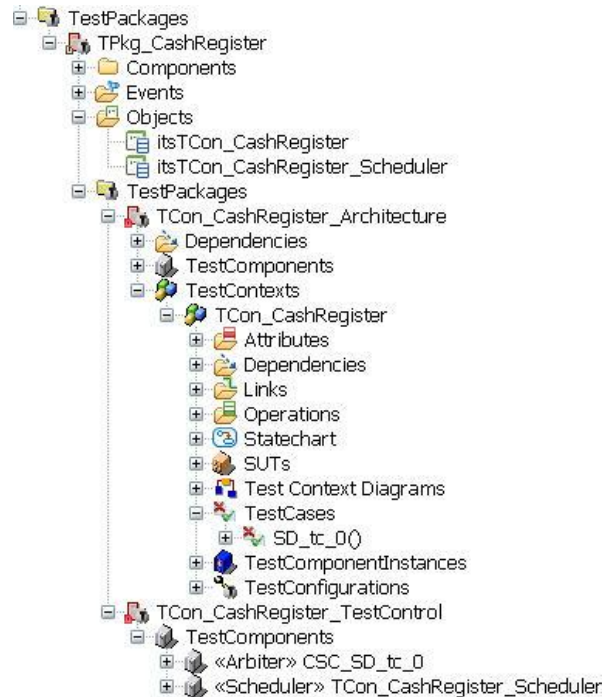 TestPackages
TPkg_CashRegister
Components
Events
Objects
itsTCon_CashRegister
itsTCon_CashRegister_Scheduler
TestPackages
TCon_CashRegister_Architecture
Dependencies
TestComponents
TestContexts
TCon_CashRegister
Attributes
Dependencies
Links
Operations
Statechart
SUTs
Test Context Diagrams
TestCases
SD_tc_0()
TestComponentInstances
TestConfigurations
TCon_CashRegister_TestControl
TestComponents
«Arbiter» CSC_SD_tc_0
«Scheduler» TCon_CashRegister_Scheduler